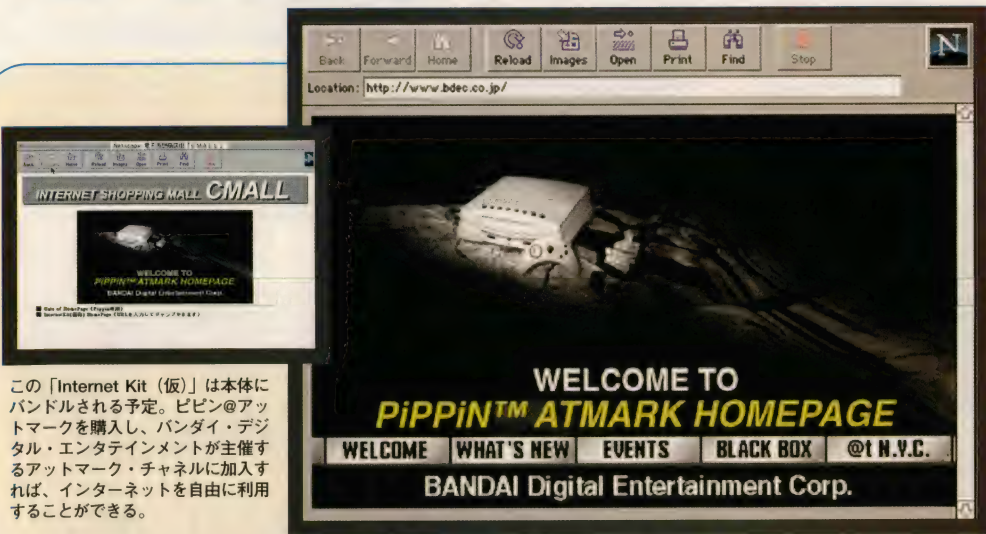 Back Forward Home Reload Images Open Print Find Stop
N
Location: http://www.bdec.co.jp/
WELCOME TO
PiPPiN™ ATMARK HOMEPAGE
WELCOME WHAT'S NEW EVENTS BLACK BOX @t N.Y.C.
BANDAI Digital Entertainment Corp.
INTERNET SHOPPING MALL CMALL
WELCOME TO
PiPPiN™ ATMARK HOMEPAGE
BANDAI Digital Entertainment Corp.
この「Internet Kit（仮）」は本体に
バンドルされる予定。ピピン@アッ
トマークを購入し、バンダイ・デジ
タル・エンタテインメントが主催す
るアットマーク・チャネルに加入す
れば、インターネットを自由に利用
することができる。